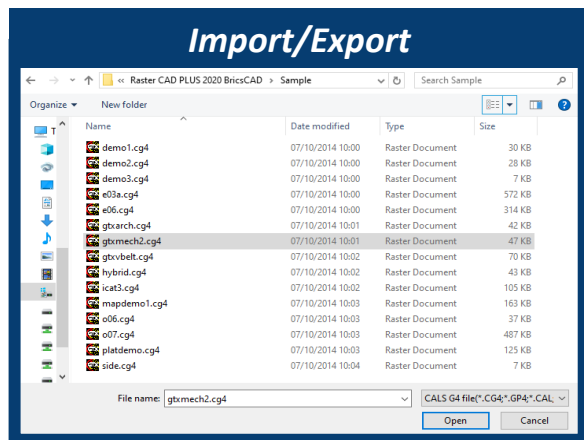 Import/Export
« Raster CAD PLUS 2020 BricsCAD > Sample Search Sample
Organize New folder
T Name Date modified Type Size
demo1.cg4 07/10/2014 10:00 Raster Document 30 KB
demo2.cg4 07/10/2014 10:00 Raster Document 28 KB
demo3.cg4 07/10/2014 10:00 Raster Document 7 KB
e03a.cg4 07/10/2014 10:00 Raster Document 572 KB
e06.cg4 07/10/2014 10:00 Raster Document 314 KB
gtxarch.cg4 07/10/2014 10:01 Raster Document 42 KB
gtxmech2.cg4 07/10/2014 10:01 Raster Document 47 KB
gtxvbelt.cg4 07/10/2014 10:02 Raster Document 70 KB
hybrid.cg4 07/10/2014 10:02 Raster Document 43 KB
icat3.cg4 07/10/2014 10:02 Raster Document 105 KB
mapdemo1.cg4 07/10/2014 10:03 Raster Document 163 KB
o06.cg4 07/10/2014 10:03 Raster Document 37 KB
o07.cg4 07/10/2014 10:03 Raster Document 487 KB
platdemo.cg4 07/10/2014 10:03 Raster Document 125 KB
side.cg4 07/10/2014 10:04 Raster Document 7 KB
File name: gtxmech2.cg4 CALS G4 file(*.CG4;*.GP4;*.CAL;
Open Cancel